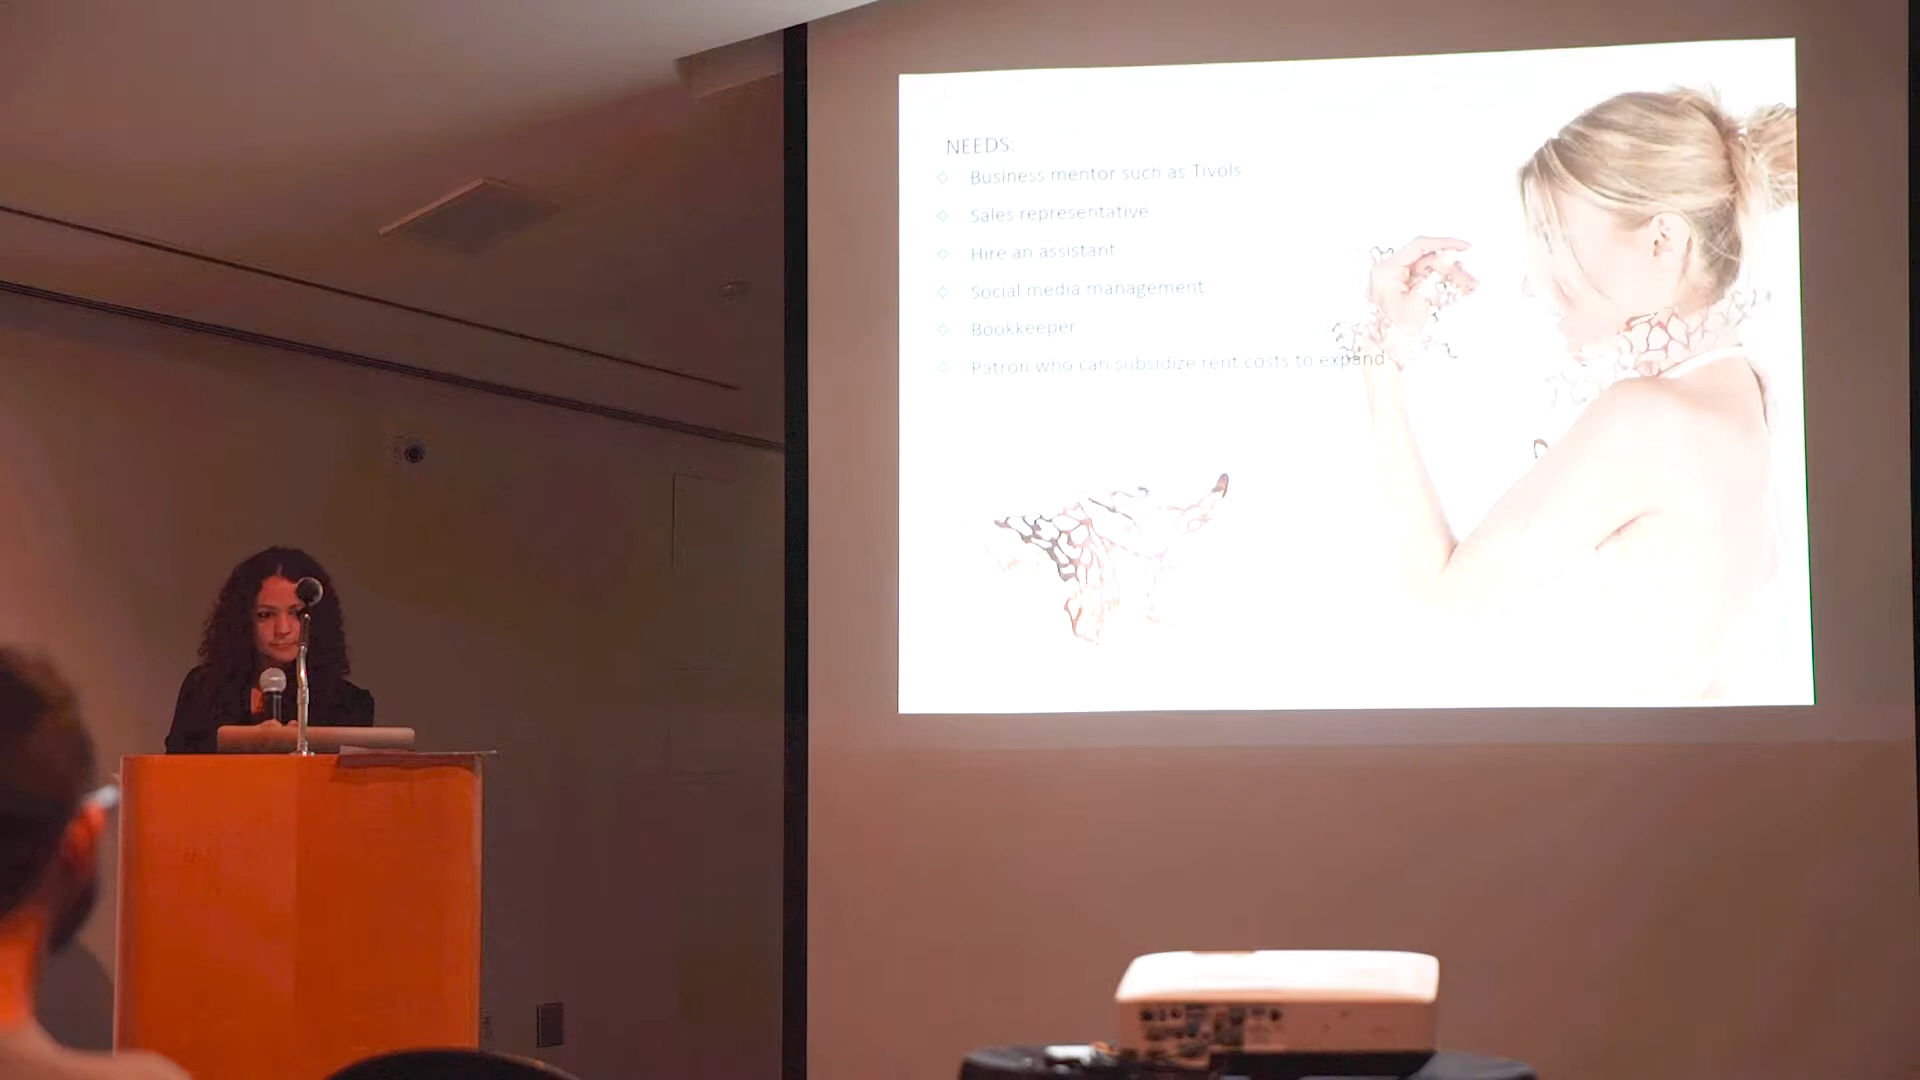 NEEDS:
Business mentor such as Tivols
Sales representative
Hire an assistant
Social media management
Bookkeeper
Patron who can subsidize rent costs to expand